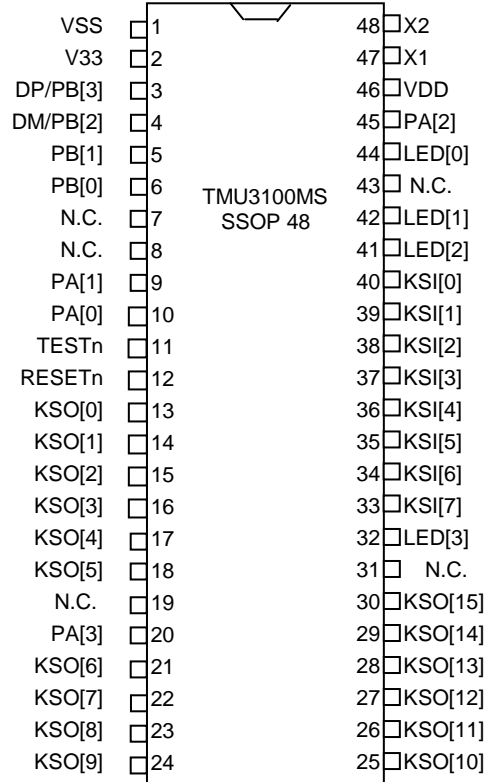 VSS 1 48 X2
V33 2 47 X1
DP/PB[3] 3 46 VDD
DM/PB[2] 4 45 PA[2]
PB[1] 5 44 LED[0]
PB[0] 6 43 N.C.
TMU3100MS
N.C. 7 42 LED[1]
SSOP 48
N.C. 8 41 LED[2]
PA[1] 9 40 KSI[0]
PA[0] 10 39 KSI[1]
TESTn 11 38 KSI[2]
RESETn 12 37 KSI[3]
KSO[0] 13 36 KSI[4]
KSO[1] 14 35 KSI[5]
KSO[2] 15 34 KSI[6]
KSO[3] 16 33 KSI[7]
KSO[4] 17 32 LED[3]
KSO[5] 18 31 N.C.
N.C. 19 30 KSO[15]
PA[3] 20 29 KSO[14]
KSO[6] 21 28 KSO[13]
KSO[7] 22 27 KSO[12]
KSO[8] 23 26 KSO[11]
KSO[9] 24 25 KSO[10]